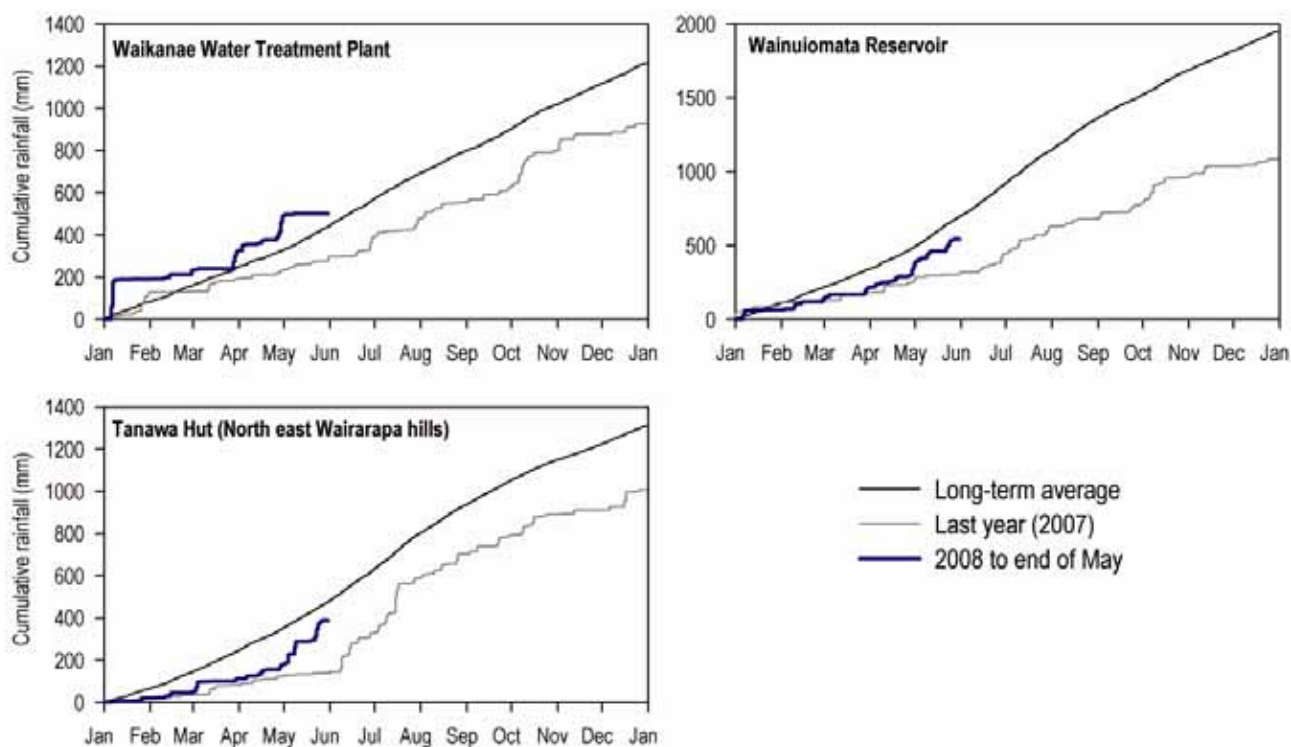 Waikanae Water Treatment Plant
Cumulative rainfall (mm)
1400
1200
1000
800
600
400
200
0
Jan Feb Mar Apr May Jun Jul Aug Sep Oct Nov Dec Jan
Wainuiomata Reservoir
2000
1500
1000
500
0
Jan Feb Mar Apr May Jun Jul Aug Sep Oct Nov Dec Jan
Tanawa Hut (North east Wairarapa hills)
Cumulative rainfall (mm)
1400
1200
1000
800
600
400
200
0
Jan Feb Mar Apr May Jun Jul Aug Sep Oct Nov Dec Jan
Long-term average
Last year (2007)
2008 to end of May